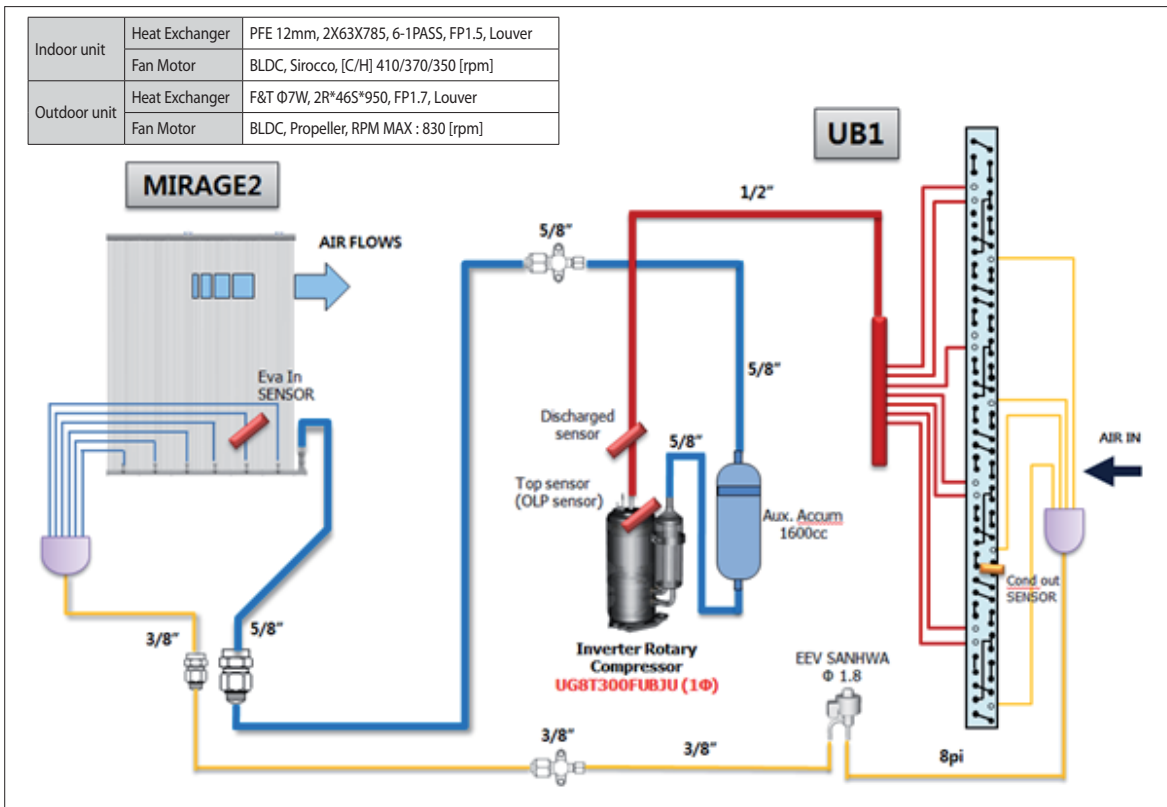 Indoor unit
Heat Exchanger
PFE 12mm, 2X63X785, 6-1PASS, FP1.5, Louver
Fan Motor
BLDC, Sirocco, [C/H] 410/370/350 [rpm]
Outdoor unit
Heat Exchanger
F&T Φ7W, 2R*46S*950, FP1.7, Louver
Fan Motor
BLDC, Propeller, RPM MAX : 830 [rpm]
UB1
MIRAGE2
1/2″
5/8″
AIR FLOWS
5/8″
Eva In
SENSOR
Discharged
sensor
5/8″
AIR IN
Top sensor
(OLP sensor)
Aux. Accum
1600cc
Cond out
SENSOR
3/8″
5/8″
Inverter Rotary
Compressor
UG8T300FUBJU (1Φ)
EEV SANHWA
Φ 1.8
3/8″
3/8″
8pi